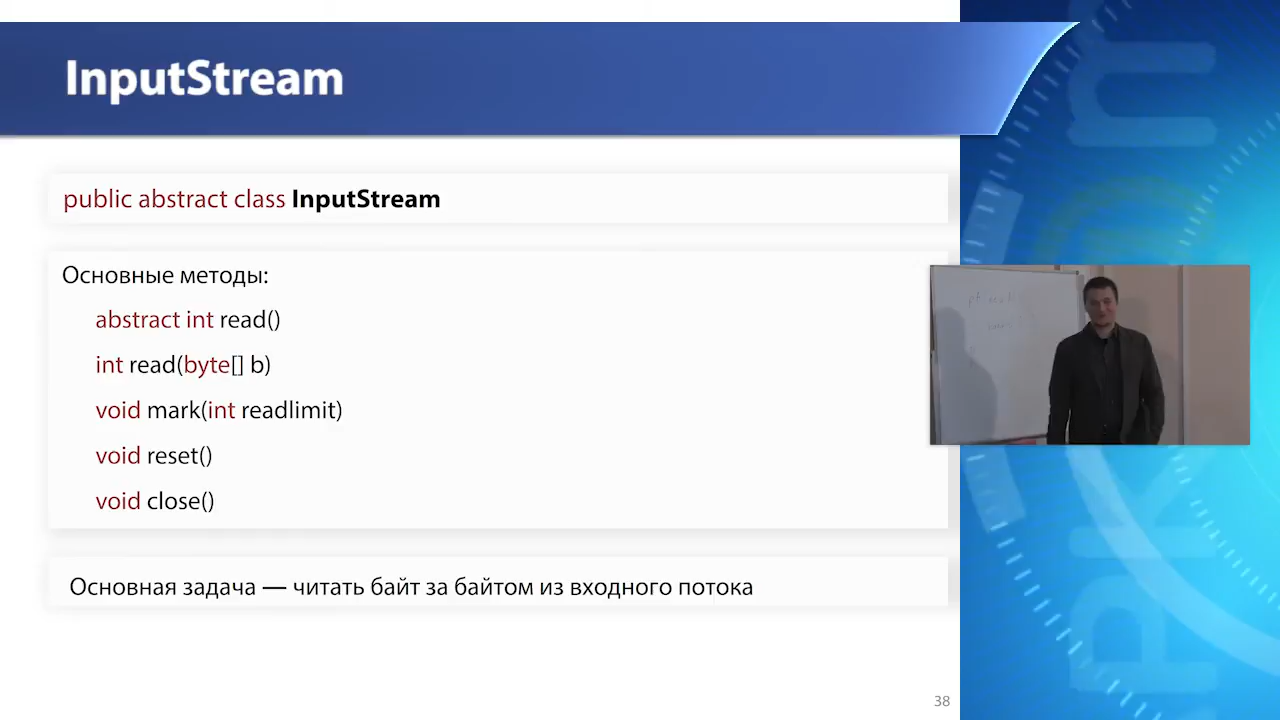 InputStream
public abstract class InputStream
Основные методы:
abstract int read()
int read(byte[] b)
void mark(int readlimit)
void reset()
void close()
Основная задача — читать байт за байтом из входного потока
38